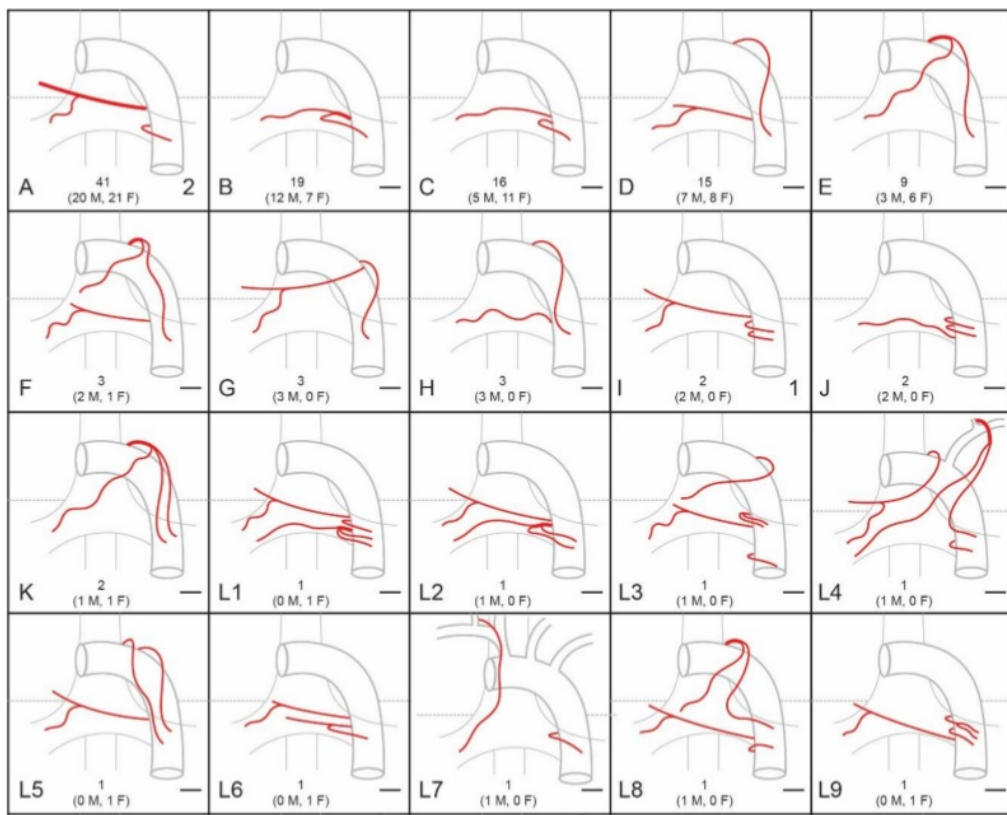 41
A (20 M, 21 F) 2
19
B (12 M, 7 F)
16
C (5 M, 11 F)
15
D (7 M, 8 F)
9
E (3 M, 6 F)
3
F (2 M, 1 F)
3
G (3 M, 0 F)
3
H (3 M, 0 F)
2
I (2 M, 0 F) 1
2
J (2 M, 0 F)
2
K (1 M, 1 F)
1
L1 (0 M, 1 F)
1
L2 (1 M, 0 F)
1
L3 (1 M, 0 F)
1
L4 (1 M, 0 F)
1
L5 (0 M, 1 F)
1
L6 (0 M, 1 F)
1
L7 (1 M, 0 F)
1
L8 (1 M, 0 F)
1
L9 (0 M, 1 F)